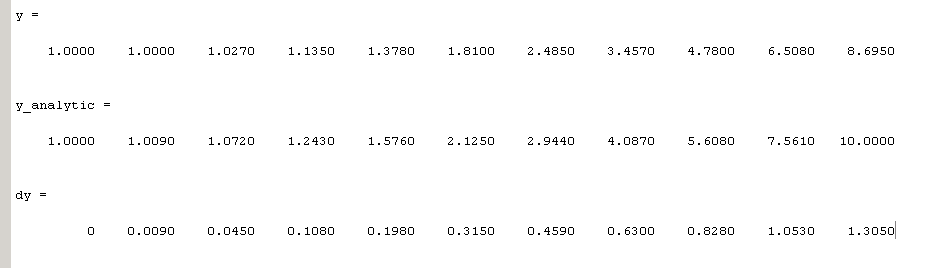 y =
1.0000 1.0000 1.0270 1.1350 1.3780 1.8100 2.4850 3.4570 4.7800 6.5080 8.6950
y_analytic =
1.0000 1.0090 1.0720 1.2430 1.5760 2.1250 2.9440 4.0870 5.6080 7.5610 10.0000
dy =
0 0.0090 0.0450 0.1080 0.1980 0.3150 0.4590 0.6300 0.8280 1.0530 1.3050